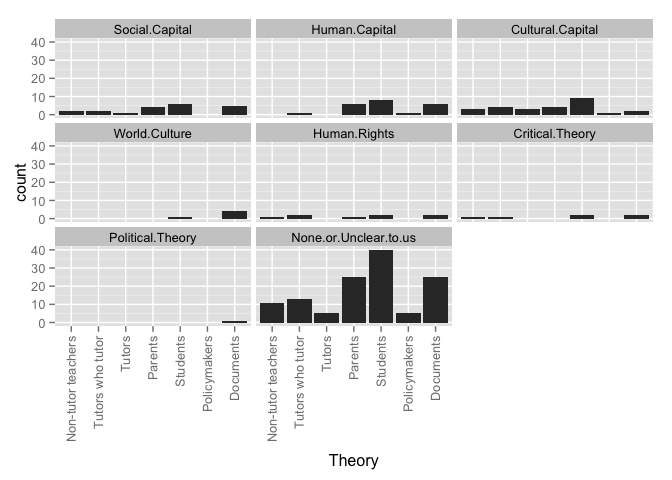 Social.Capital Human.Capital Cultural.Capital
40
30
20
10
0
World.Culture Human.Rights Critical.Theory
40
30
20
10
0
count
Political.Theory None.or.Unclear.to.us
40
30
20
10
0
Non-tutor teachers
Tutors who tutor
Tutors
Parents
Students
Policymakers
Documents
Non-tutor teachers
Tutors who tutor
Tutors
Parents
Students
Policymakers
Documents
Theory